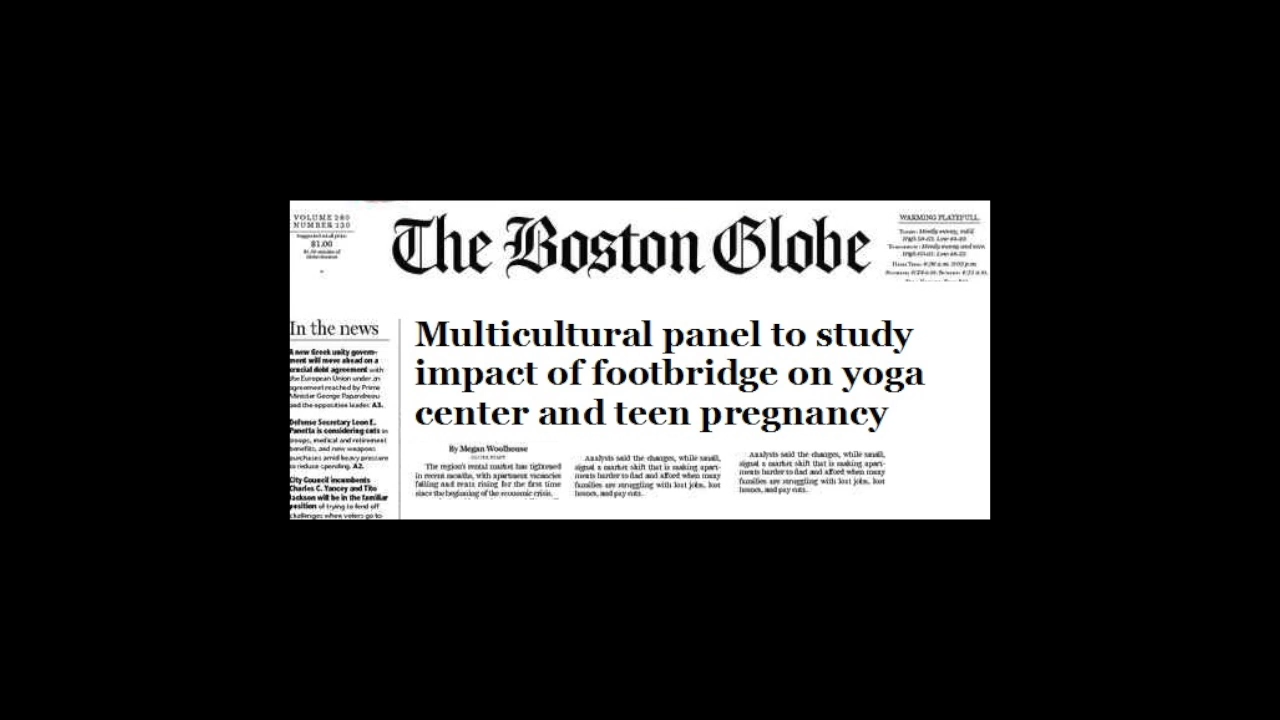 VOLUME 280
NUMBER 130
Suggested retail price
$1.00
The Boston Globe
In the news
A new Greek unity govern-
ment will move ahead on a
crucial debt agreement with
the European Union under an
agreement reached by Prime
Minister George Papandreou
and the opposition leader. A3.
Defense Secretary Leon E.
Panetta is considering cuts in
troops, medical and retirement
benefits, and new weapons
purchases amid heavy pressure
to reduce spending. A2.
City Council incumbents
Charles C. Yancey and Tito
Jackson will be in the familiar
position of trying to fend off
challenges when voters go to
Multicultural panel to study
impact of footbridge on yoga
center and teen pregnancy
By Megan Woolhouse
GLOBE STAFF
The region's rental market has tightened
in recent months, with apartment vacancies
falling and rents rising for the first time
since the beginning of the economic crisis.
Analysts said the changes, while small,
signal a market shift that is making apart-
ments harder to find and afford when many
families are struggling with lost jobs, lost
homes, and pay cuts.
Analysts said the changes, while small,
signal a market shift that is making apart-
ments harder to find and afford when many
families are struggling with lost jobs, lost
homes, and pay cuts.